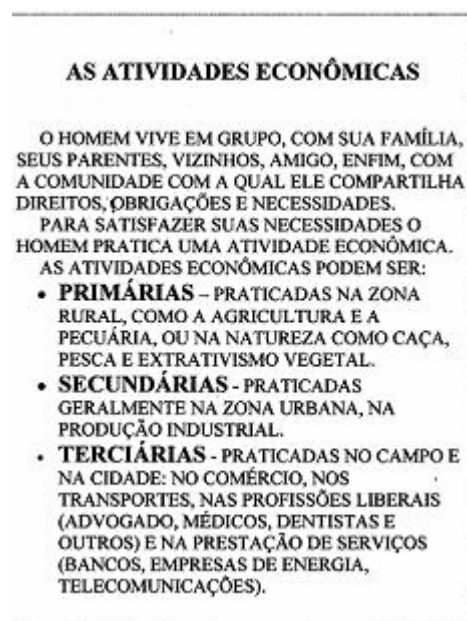 AS ATIVIDADES ECONÔMICAS
O HOMEM VIVE EM GRUPO, COM SUA FAMÍLIA,
SEUS PARENTES, VIZINHOS, AMIGO, ENFIM, COM
A COMUNIDADE COM A QUAL ELE COMPARTILHA
DIREITOS, OBRIGAÇÕES E NECESSIDADES.
PARA SATISFAZER SUAS NECESSIDADES O
HOMEM PRATICA UMA ATIVIDADE ECONÔMICA.
AS ATIVIDADES ECONÔMICAS PODEM SER:
• PRIMÁRIAS – PRATICADAS NA ZONA
RURAL, COMO A AGRICULTURA E A
PECUÁRIA, OU NA NATUREZA COMO CAÇA,
PESCA E EXTRATIVISMO VEGETAL.
• SECUNDÁRIAS - PRATICADAS
GERALMENTE NA ZONA URBANA, NA
PRODUÇÃO INDUSTRIAL.
• TERCIÁRIAS - PRATICADAS NO CAMPO E
NA CIDADE: NO COMÉRCIO, NOS
TRANSPORTES, NAS PROFISSÕES LIBERAIS
(ADVOGADO, MÉDICOS, DENTISTAS E
OUTROS) E NA PRESTAÇÃO DE SERVIÇOS
(BANCOS, EMPRESAS DE ENERGIA,
TELECOMUNICAÇÕES).